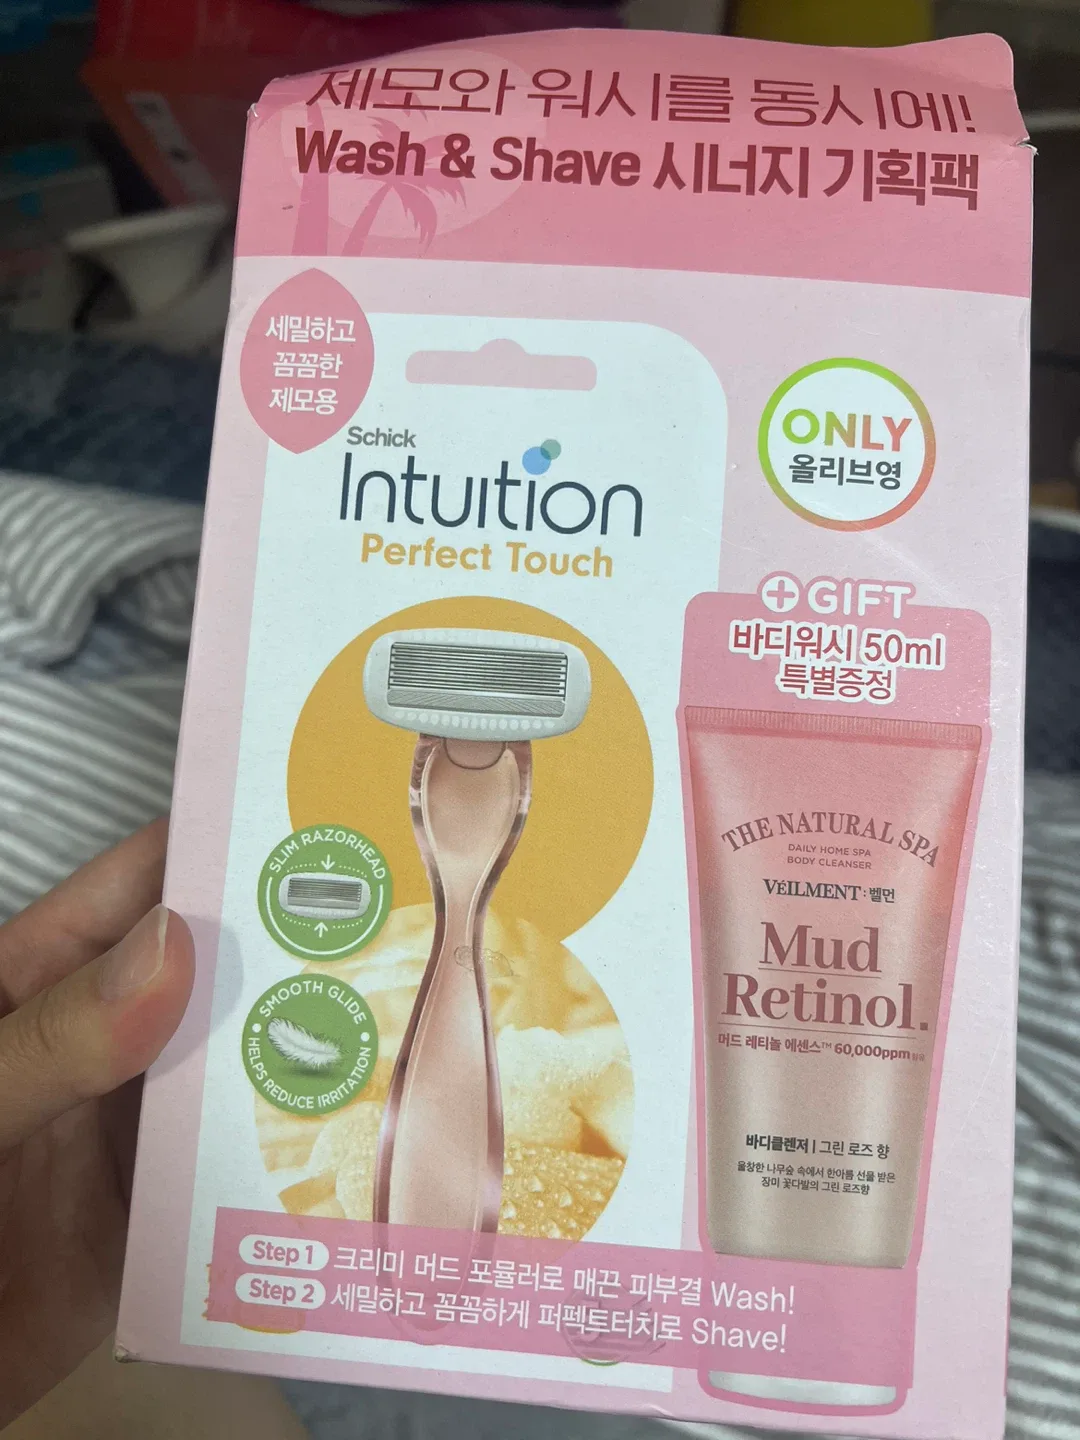 제모와 워시를 동시에!
Wash & Shave 시너지 기획팩
세밀하고
꼼꼼한
제모용
Schick
Intuition
Perfect Touch
ONLY
올리브영
+ GIFT
바디워시 50ml
특별증정
SLIM RAZORHEAD
SMOOTH GLIDE
HELPS REDUCE IRRITATION
THE NATURAL SPA
DAILY HOME SPA
BODY CLEANSER
VéILMENT : 벨먼
Mud
Retinol.
머드 레티놀 에센스™ 60,000ppm 함유
바디클렌저 | 그린 로즈 향
울창한 나무숲 속에서 한아름 선물 받은
장미 꽃다발의 그린 로즈향
Step 1 크리미 머드 포뮬러로 매끈 피부결 Wash!
Step 2 세밀하고 꼼꼼하게 퍼펙트터치로 Shave!